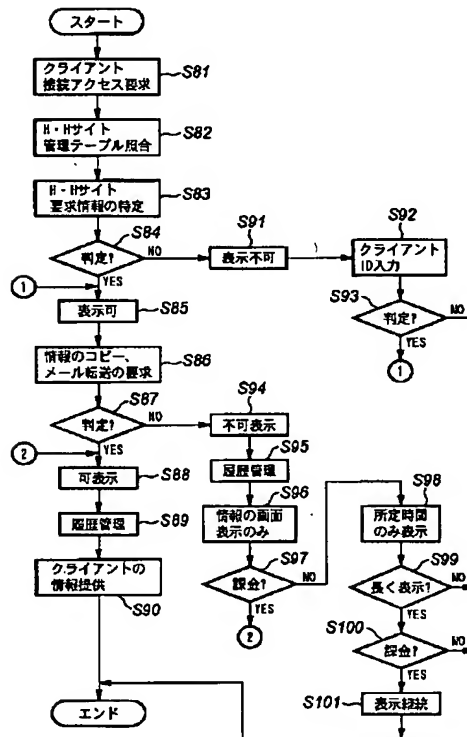 スタート
クライアント
接続アクセス要求
S81
H・Hサイト
管理テーブル照合
S82
H・Hサイト
要求情報の特定
S83
S84
判定?
NO
YES
S91
表示不可
S92
クライアント
ID入力
S93
判定?
NO
YES
1
1
表示可
S85
情報のコピー、
メール転送の要求
S86
S87
判定?
NO
YES
2
可表示
S88
履歴管理
S89
クライアントの
情報提供
S90
エンド
S94
不可表示
S95
履歴管理
S96
情報の画面
表示のみ
S97
課金?
NO
YES
2
S98
所定時間
のみ表示
S99
長く表示?
NO
YES
S100
課金?
NO
YES
S101
表示継続